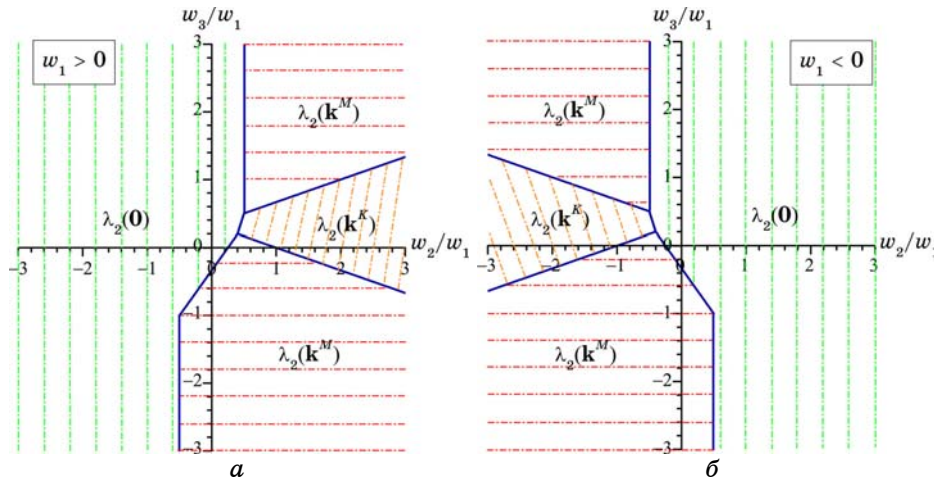 w₃/w₁ w₃/w₁
w₁ > 0 w₁ < 0
3 3
2 2
1 1
0 0
−1 −1
−2 −2
−3 −3
λ₂(k^M) λ₂(k^M)
λ₂(0) λ₂(k^K) λ₂(k^K) λ₂(0)
w₂/w₁ w₂/w₁
−3 −2 −1 0 1 2 3 −3 −2 −1 0 1 2 3
λ₂(k^M) λ₂(k^M)
а б